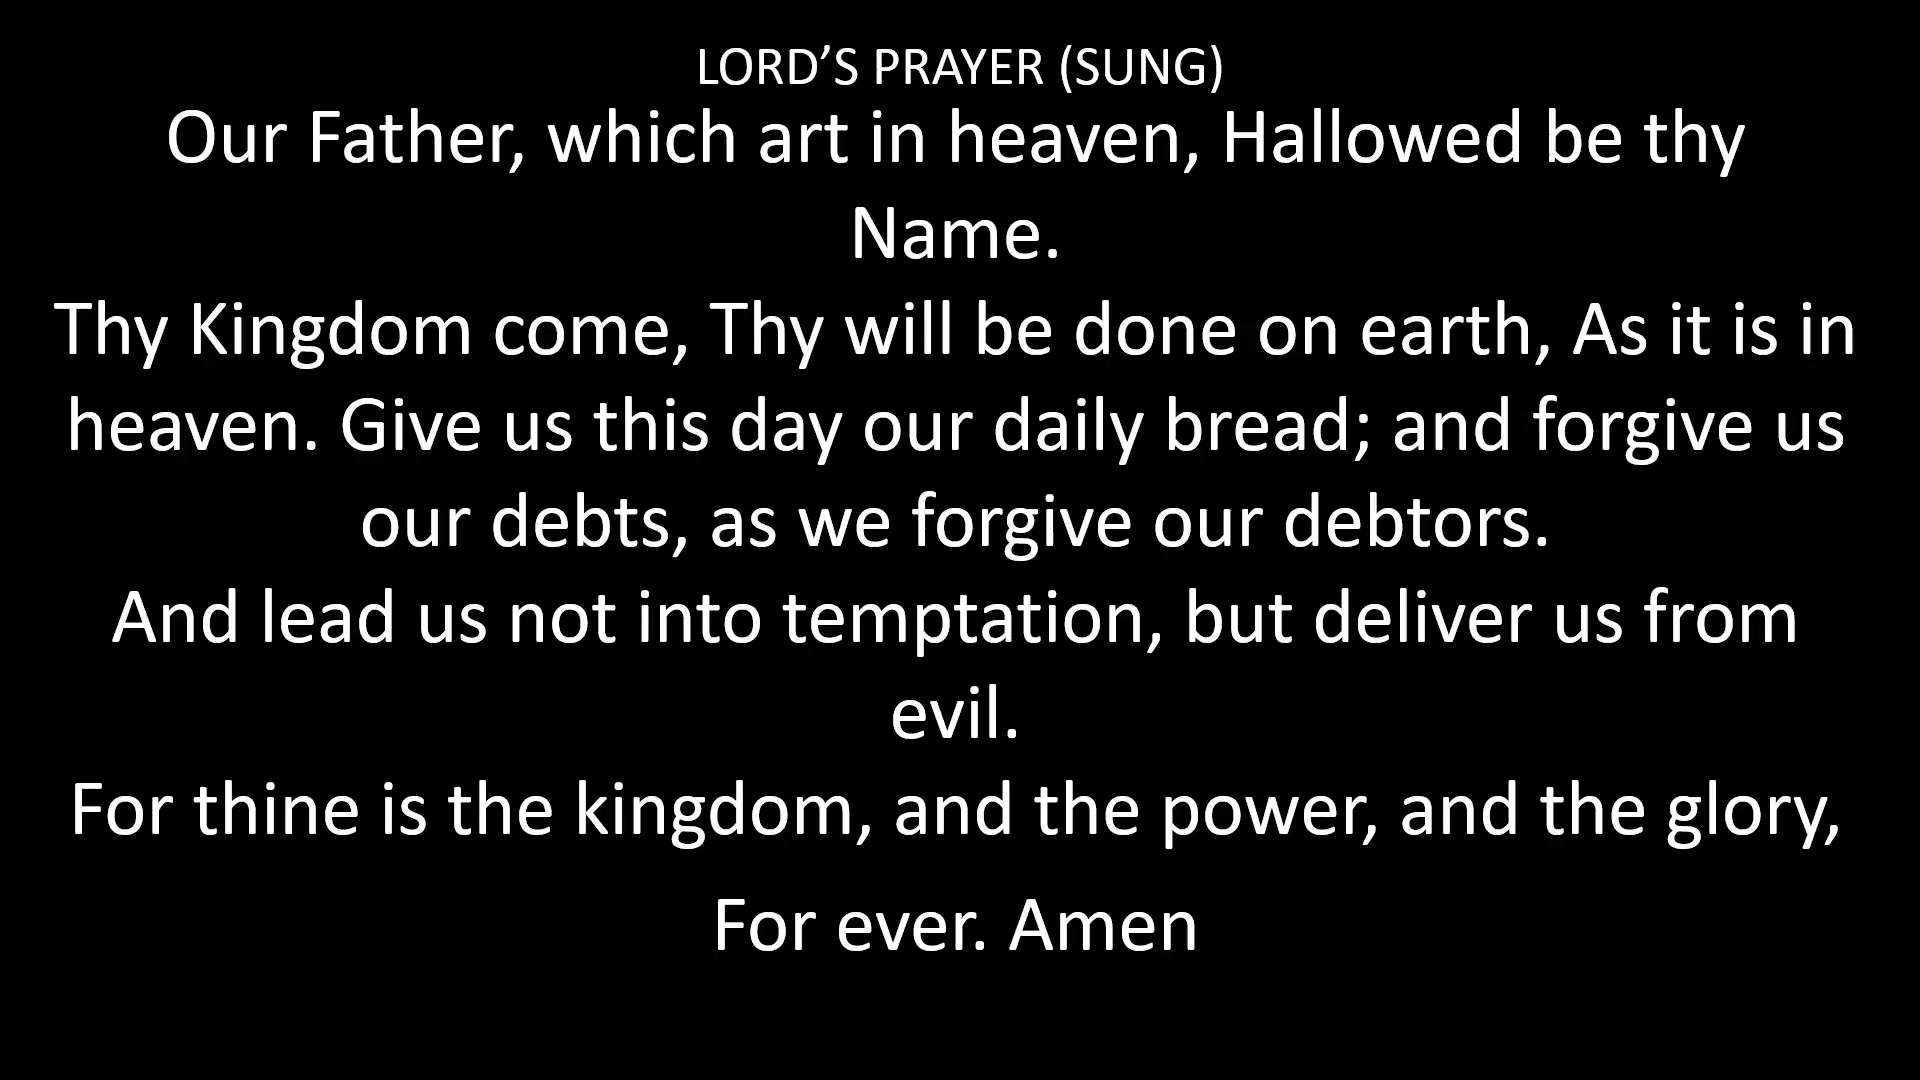 LORD’S PRAYER (SUNG)
Our Father, which art in heaven, Hallowed be thy
Name.
Thy Kingdom come, Thy will be done on earth, As it is in
heaven. Give us this day our daily bread; and forgive us
our debts, as we forgive our debtors.
And lead us not into temptation, but deliver us from
evil.
For thine is the kingdom, and the power, and the glory,
For ever. Amen